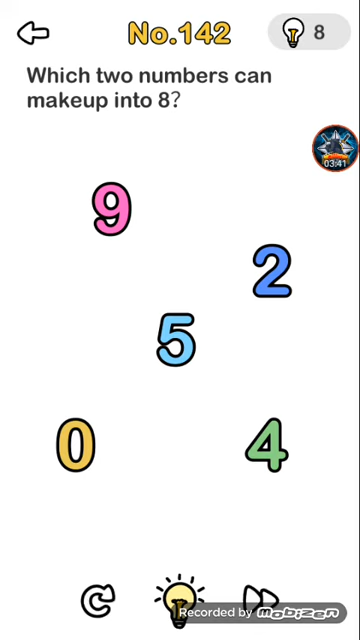 No.142
8
Which two numbers can
makeup into 8?
03:41
9
2
5
0
4
Recorded by mobizen